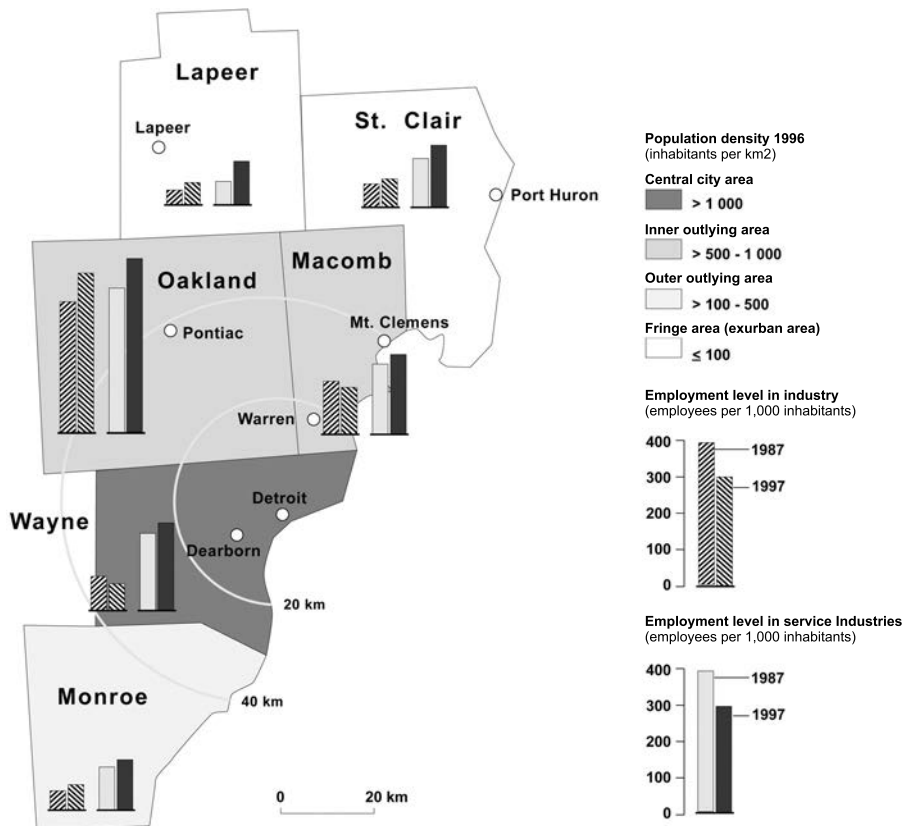 Lapeer
Lapeer
St. Clair
Port Huron
Oakland
Macomb
Pontiac
Mt. Clemens
Warren
Wayne
Detroit
Dearborn
20 km
Monroe
40 km
0 20 km
Population density 1996
(inhabitants per km2)
Central city area
> 1 000
Inner outlying area
> 500 - 1 000
Outer outlying area
> 100 - 500
Fringe area (exurban area)
≤ 100
Employment level in industry
(employees per 1,000 inhabitants)
400
300
200
100
0
1987
1997
Employment level in service Industries
(employees per 1,000 inhabitants)
400
300
200
100
0
1987
1997